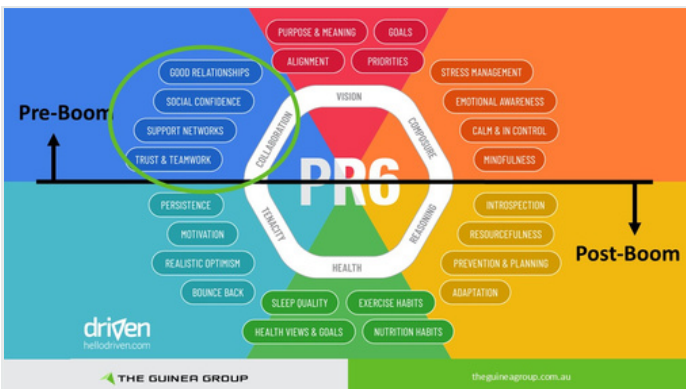 PURPOSE & MEANING
GOALS
ALIGNMENT
PRIORITIES
GOOD RELATIONSHIPS
SOCIAL CONFIDENCE
SUPPORT NETWORKS
TRUST & TEAMWORK
STRESS MANAGEMENT
EMOTIONAL AWARENESS
CALM & IN CONTROL
MINDFULNESS
Pre-Boom
VISION
COLLABORATION
COMPOSURE
PR6
TENACITY
REASONING
HEALTH
PERSISTENCE
MOTIVATION
REALISTIC OPTIMISM
BOUNCE BACK
INTROSPECTION
RESOURCEFULNESS
PREVENTION & PLANNING
ADAPTATION
Post-Boom
SLEEP QUALITY
EXERCISE HABITS
HEALTH VIEWS & GOALS
NUTRITION HABITS
driven
hellodriven.com
THE GUINEA GROUP
theguineagroup.com.au